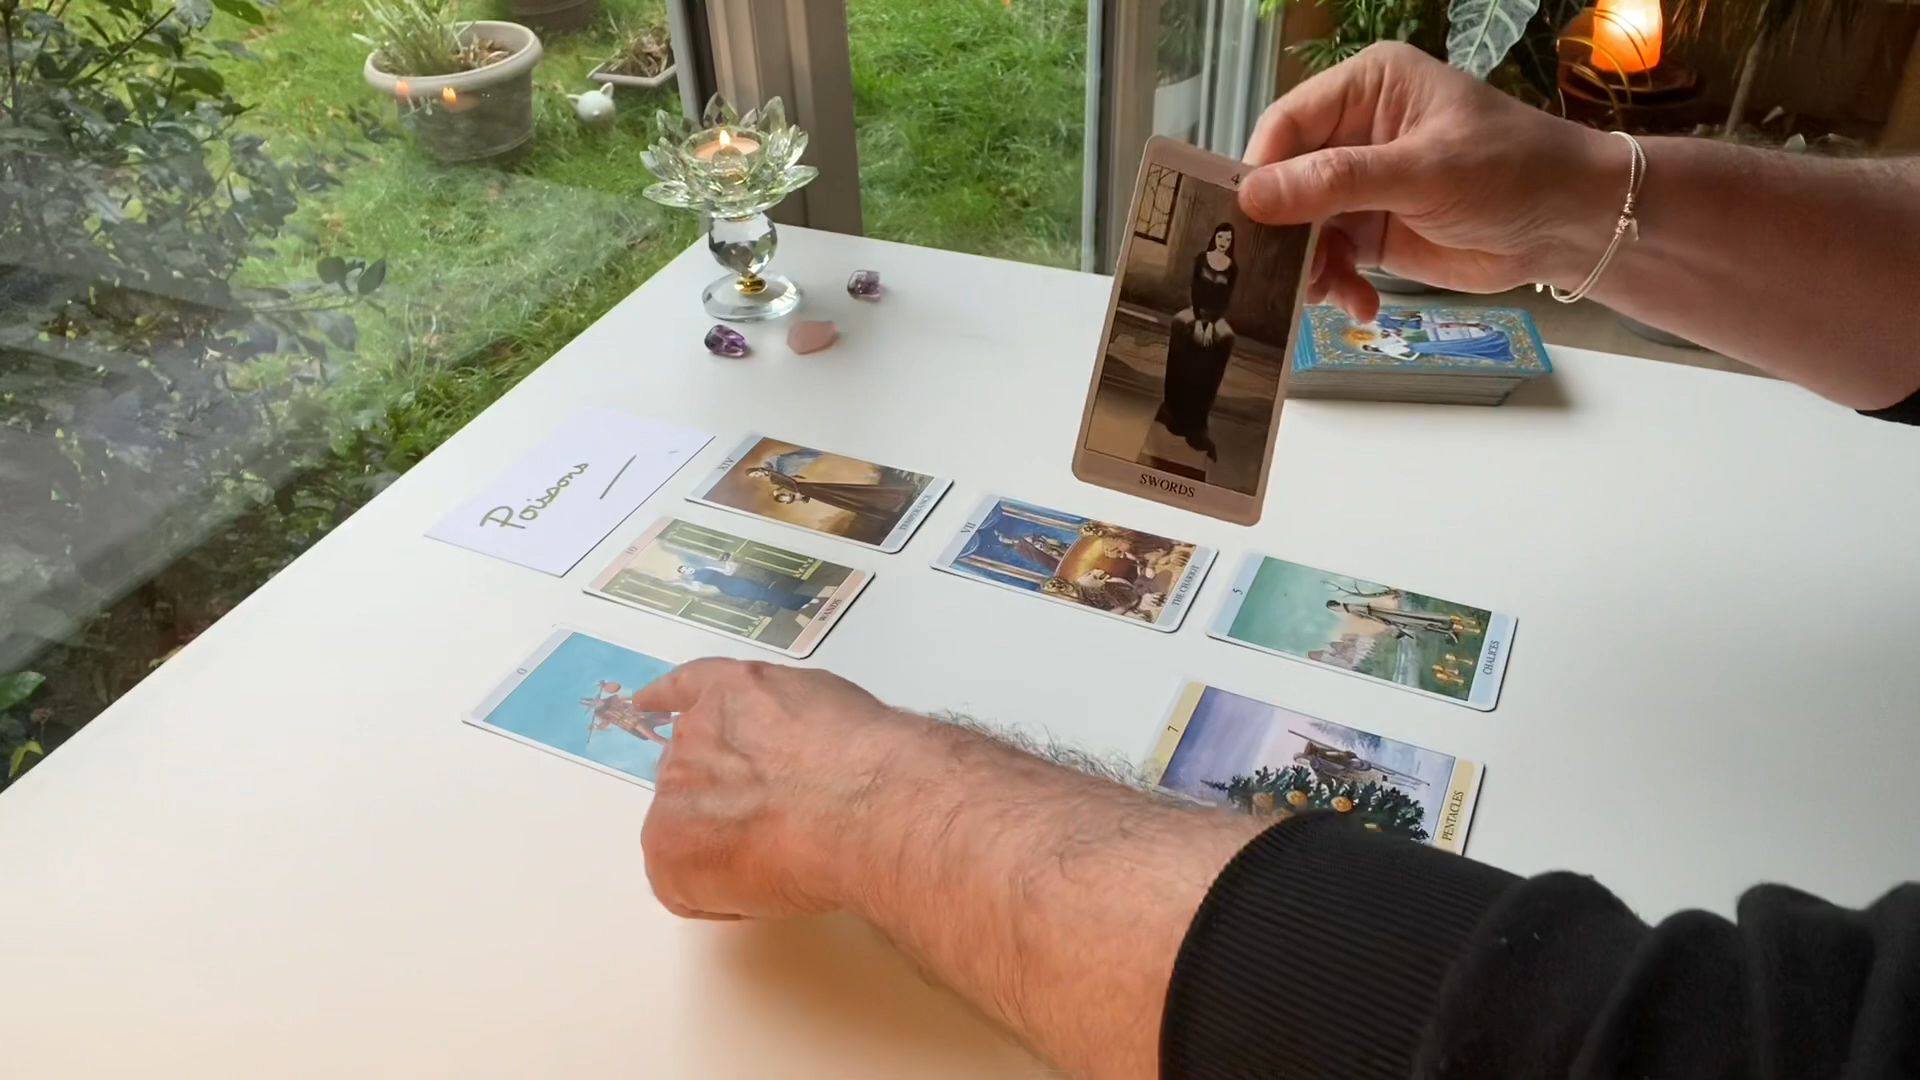 4
SWORDS
Poissons
XIV
TEMPERANCE
10
WANDS
VII
THE CHARIOT
5
CHALICES
0
7
PENTACLES